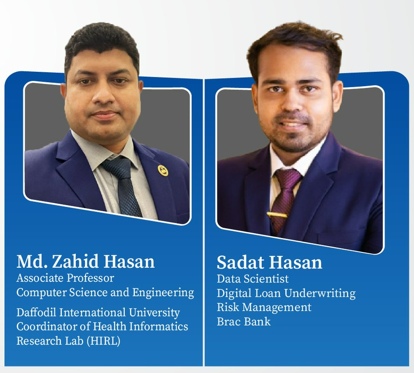 Md. Zahid Hasan
Associate Professor
Computer Science and Engineering
Daffodil International University
Coordinator of Health Informatics
Research Lab (HIRL)
Sadat Hasan
Data Scientist
Digital Loan Underwriting
Risk Management
Brac Bank